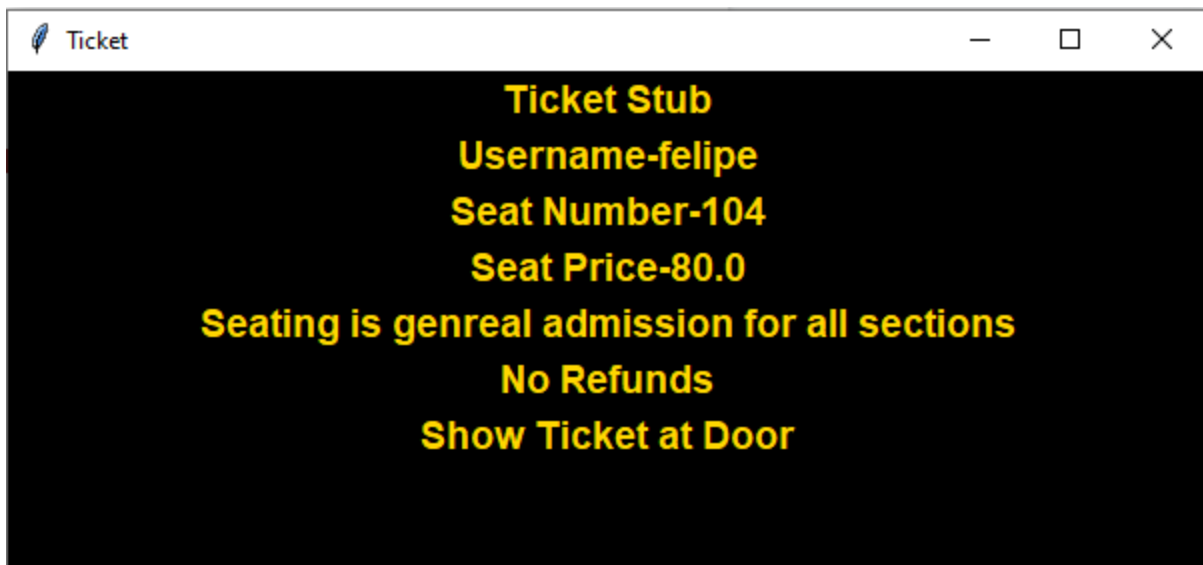 Ticket
Ticket Stub
Username-felipe
Seat Number-104
Seat Price-80.0
Seating is genreal admission for all sections
No Refunds
Show Ticket at Door